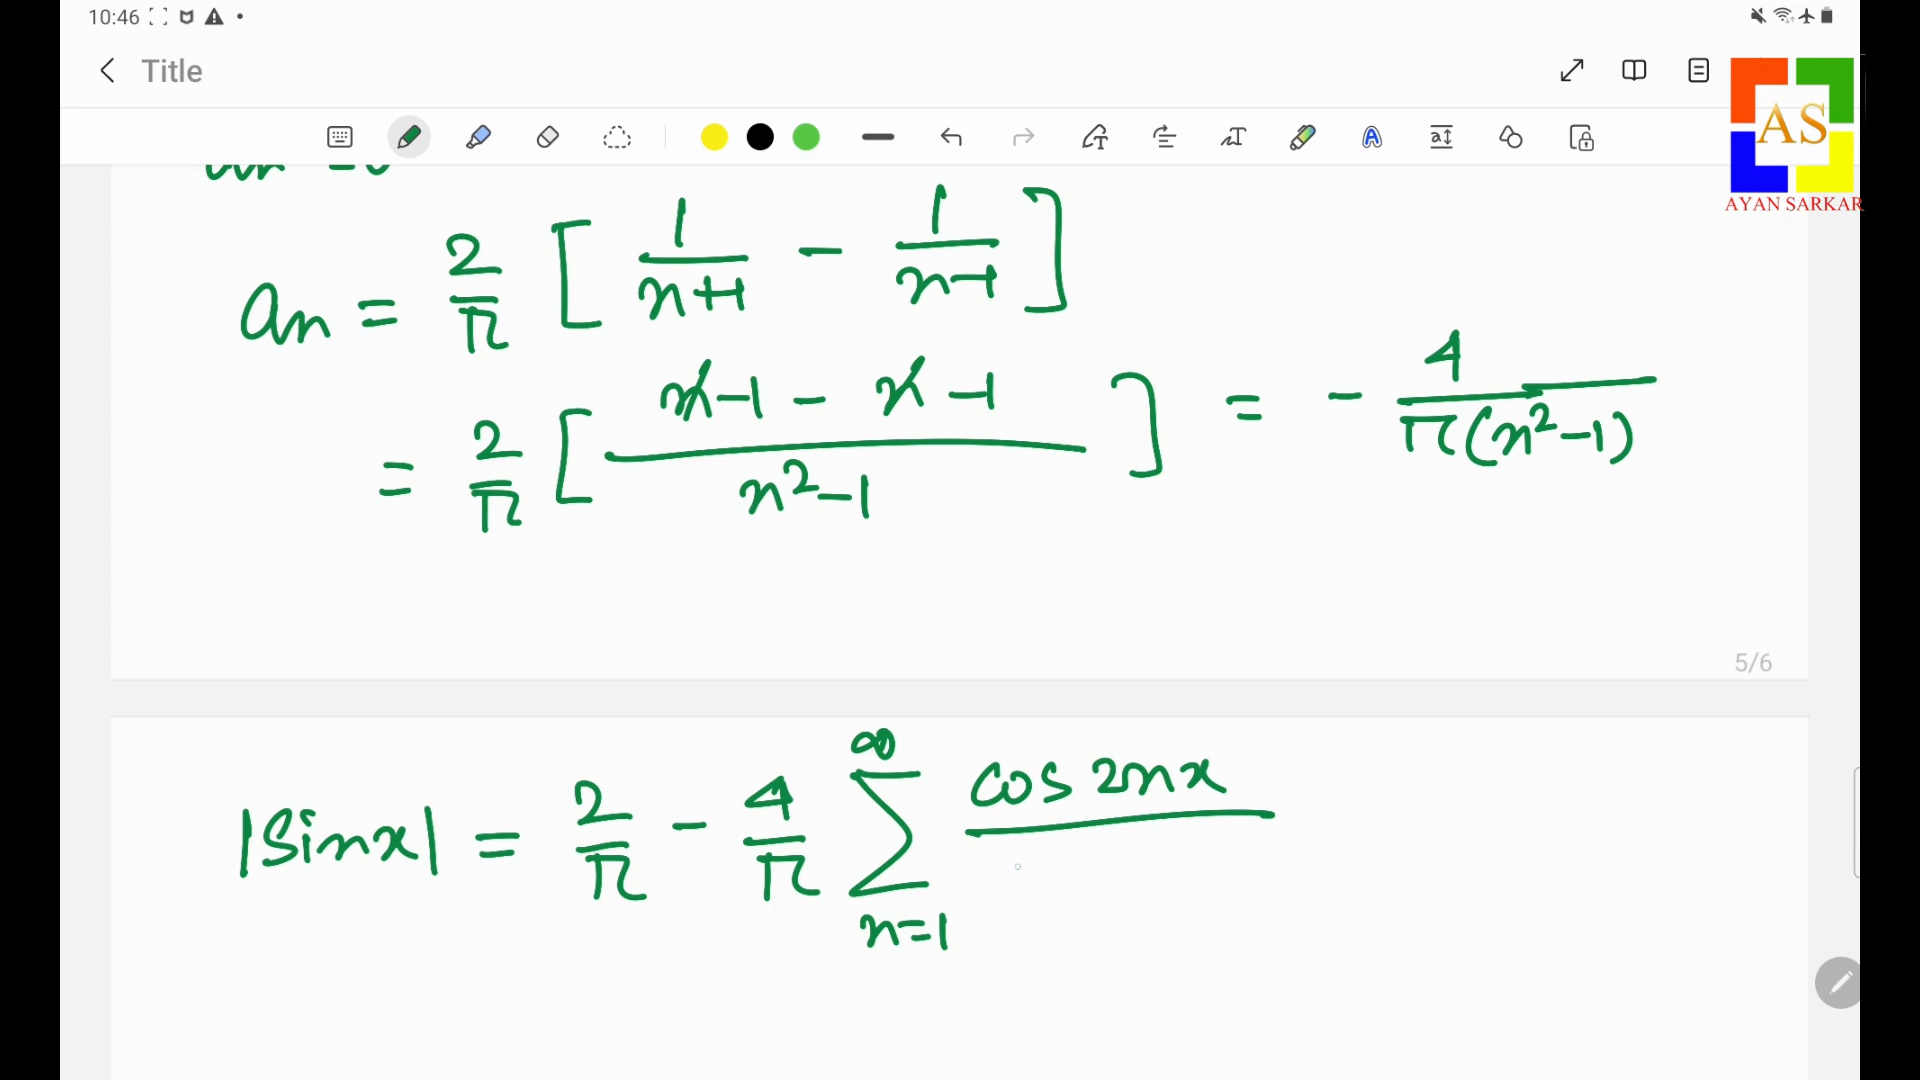 10:46
Title
AS
AYAN SARKAR
an = 2/π [ 1/(n+1) − 1/(n−1) ]
= 2/π [ (n−1−n−1)/(n²−1) ] = − 4/(π(n²−1))
5/6
|Sinx| = 2/π − 4/π ∑_{n=1}^{∞} cos 2nx